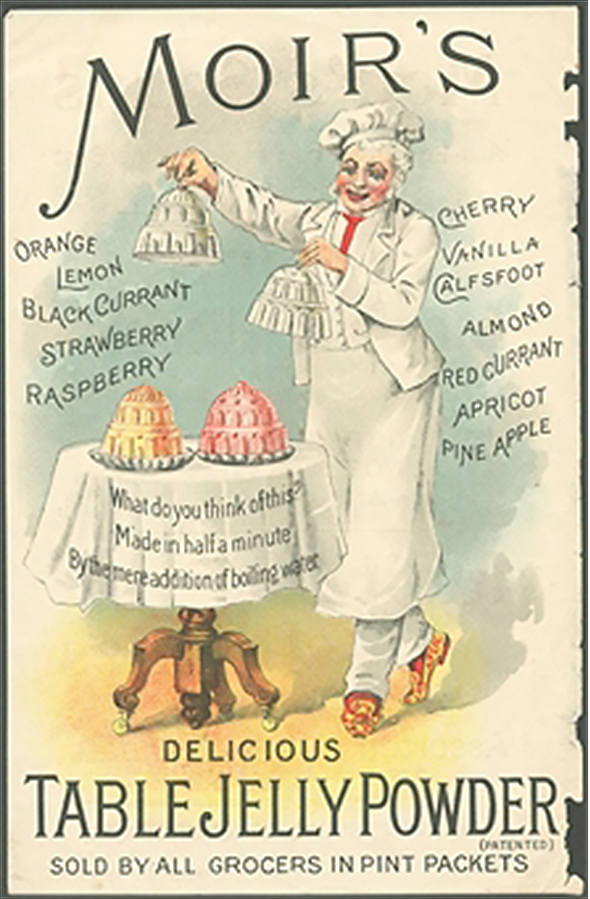 MOIR'S
ORANGE
LEMON
BLACK CURRANT
STRAWBERRY
RASPBERRY
CHERRY
VANILLA
CALFSFOOT
ALMOND
RED CURRANT
APRICOT
PINE APPLE
What do you think of this?
Made in half a minute
By the mere addition of boiling water
DELICIOUS
TABLE JELLY POWDER
(PATENTED)
SOLD BY ALL GROCERS IN PINT PACKETS